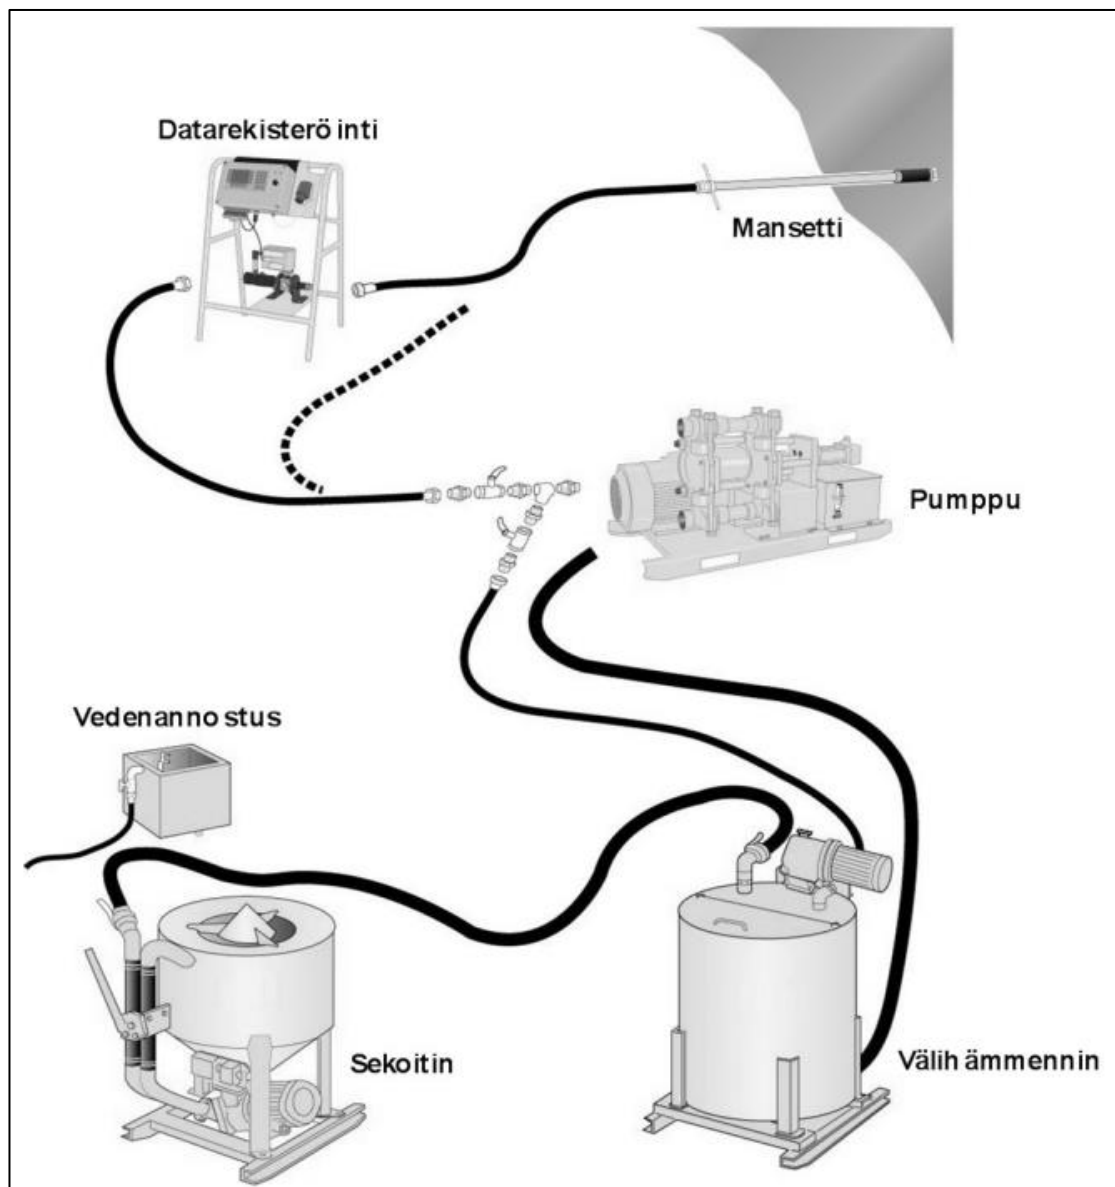 Datarekisteröinti
Mansetti
Pumppu
Vedenannostus
Sekoitin
Välihämmennin